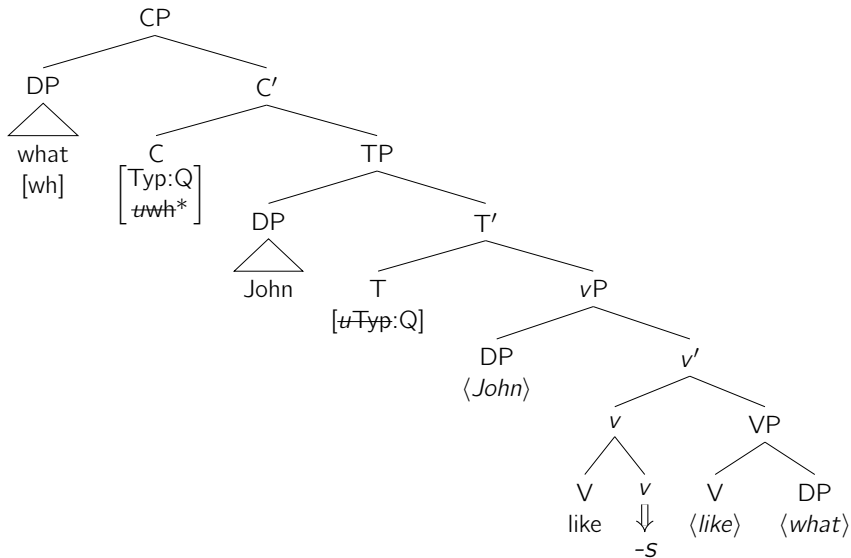 CP
DP C′
what C TP
[wh] [Typ:Q
uwh*] DP T′
John T vP
[uTyp:Q] DP v′
⟨John⟩ v VP
V v V DP
like ⇓ ⟨like⟩ ⟨what⟩
-s